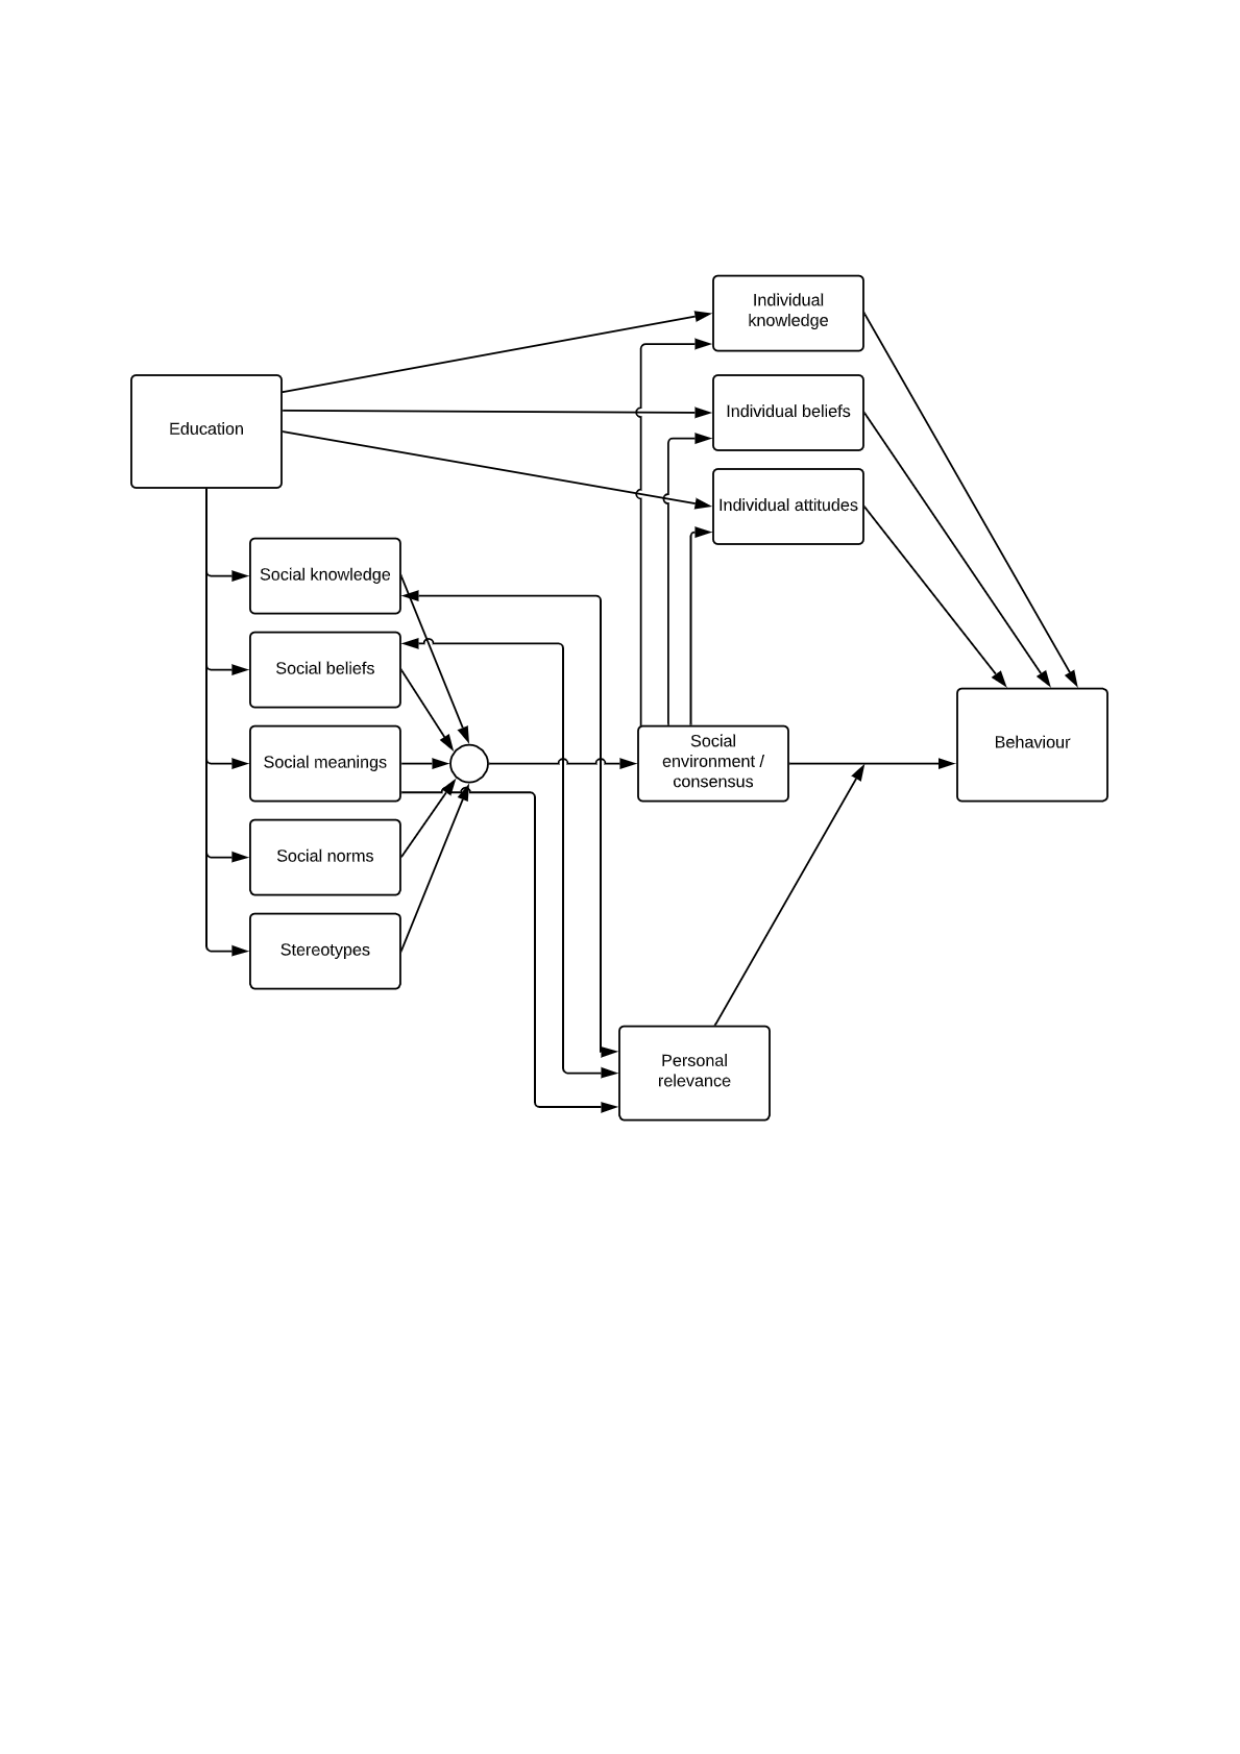 Individual
knowledge
Individual beliefs
Education
Individual attitudes
Social knowledge
Social beliefs
Social meanings
Social
environment /
consensus
Behaviour
Social norms
Stereotypes
Personal
relevance